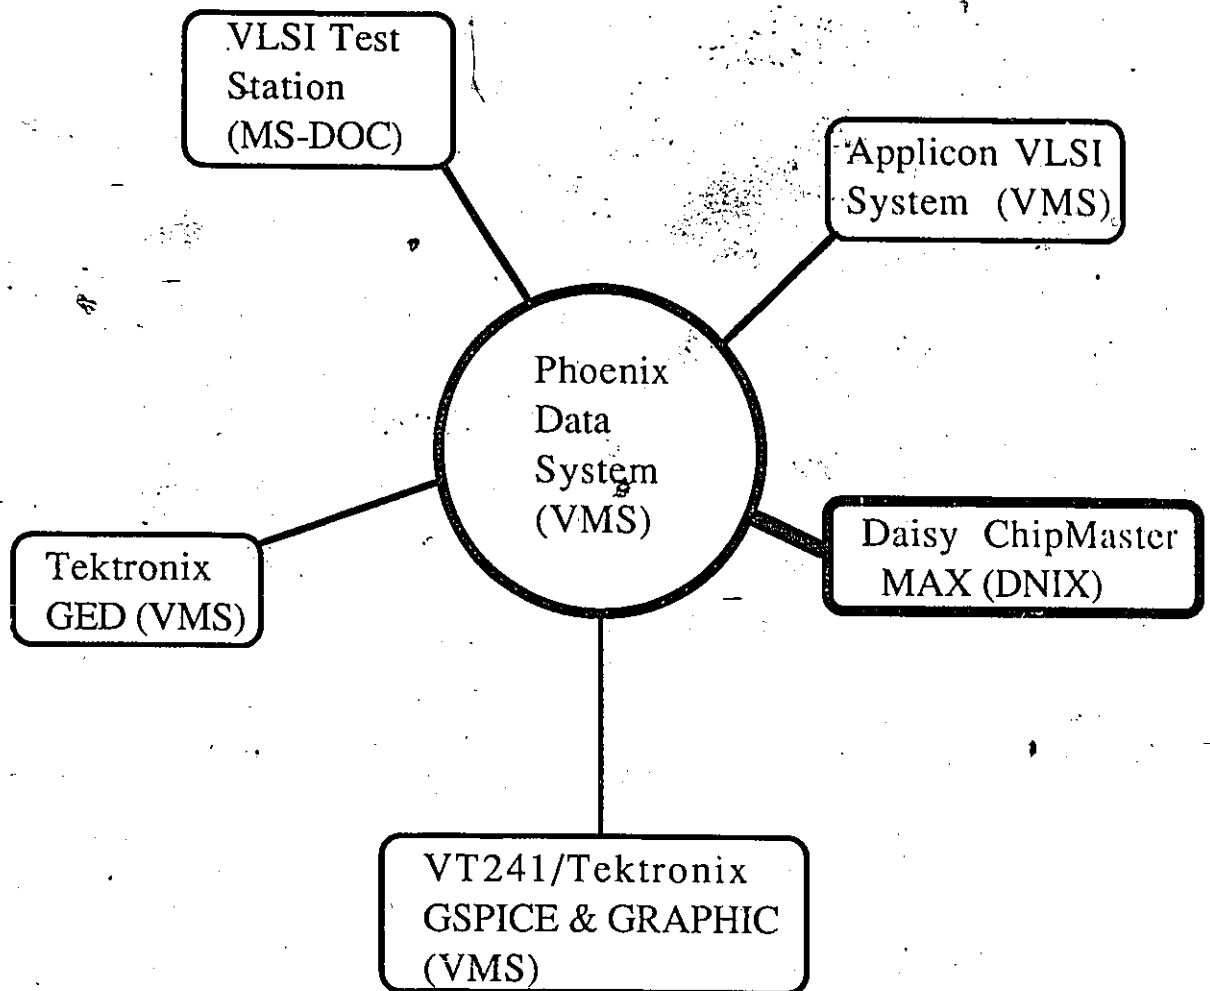 VLSI Test
Station
(MS-DOC)
Applicon VLSI
System (VMS)
Phoenix
Data
System
(VMS)
Daisy ChipMaster
MAX (DNIX)
Tektronix
GED (VMS)
VT241/Tektronix
GSPICE & GRAPHIC
(VMS)